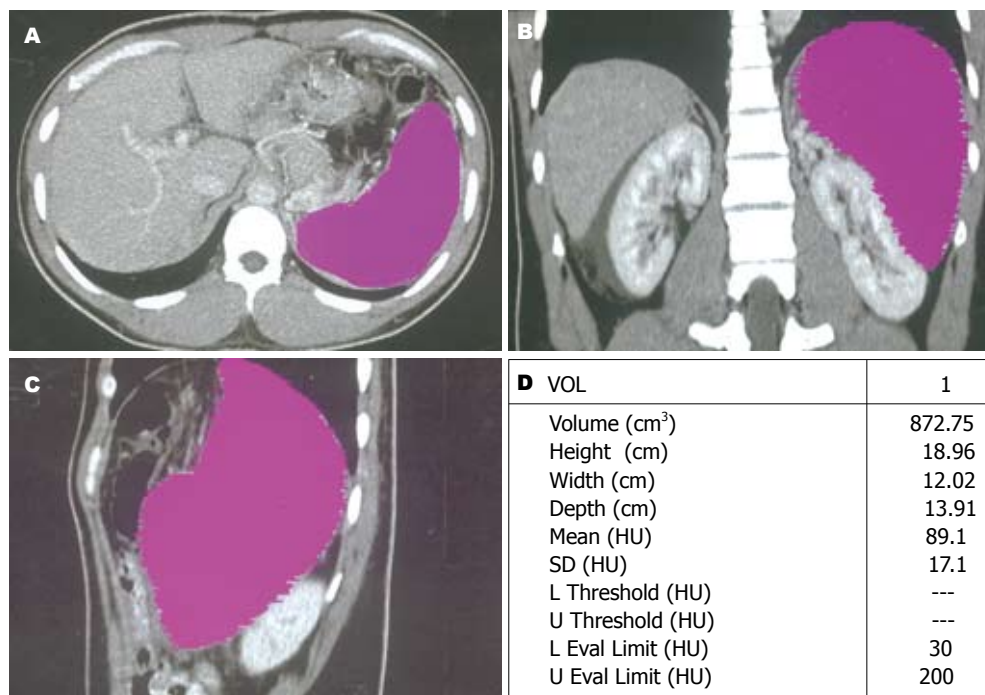 A
B
C
D VOL 1
Volume (cm³) 872.75
Height (cm) 18.96
Width (cm) 12.02
Depth (cm) 13.91
Mean (HU) 89.1
SD (HU) 17.1
L Threshold (HU) ---
U Threshold (HU) ---
L Eval Limit (HU) 30
U Eval Limit (HU) 200